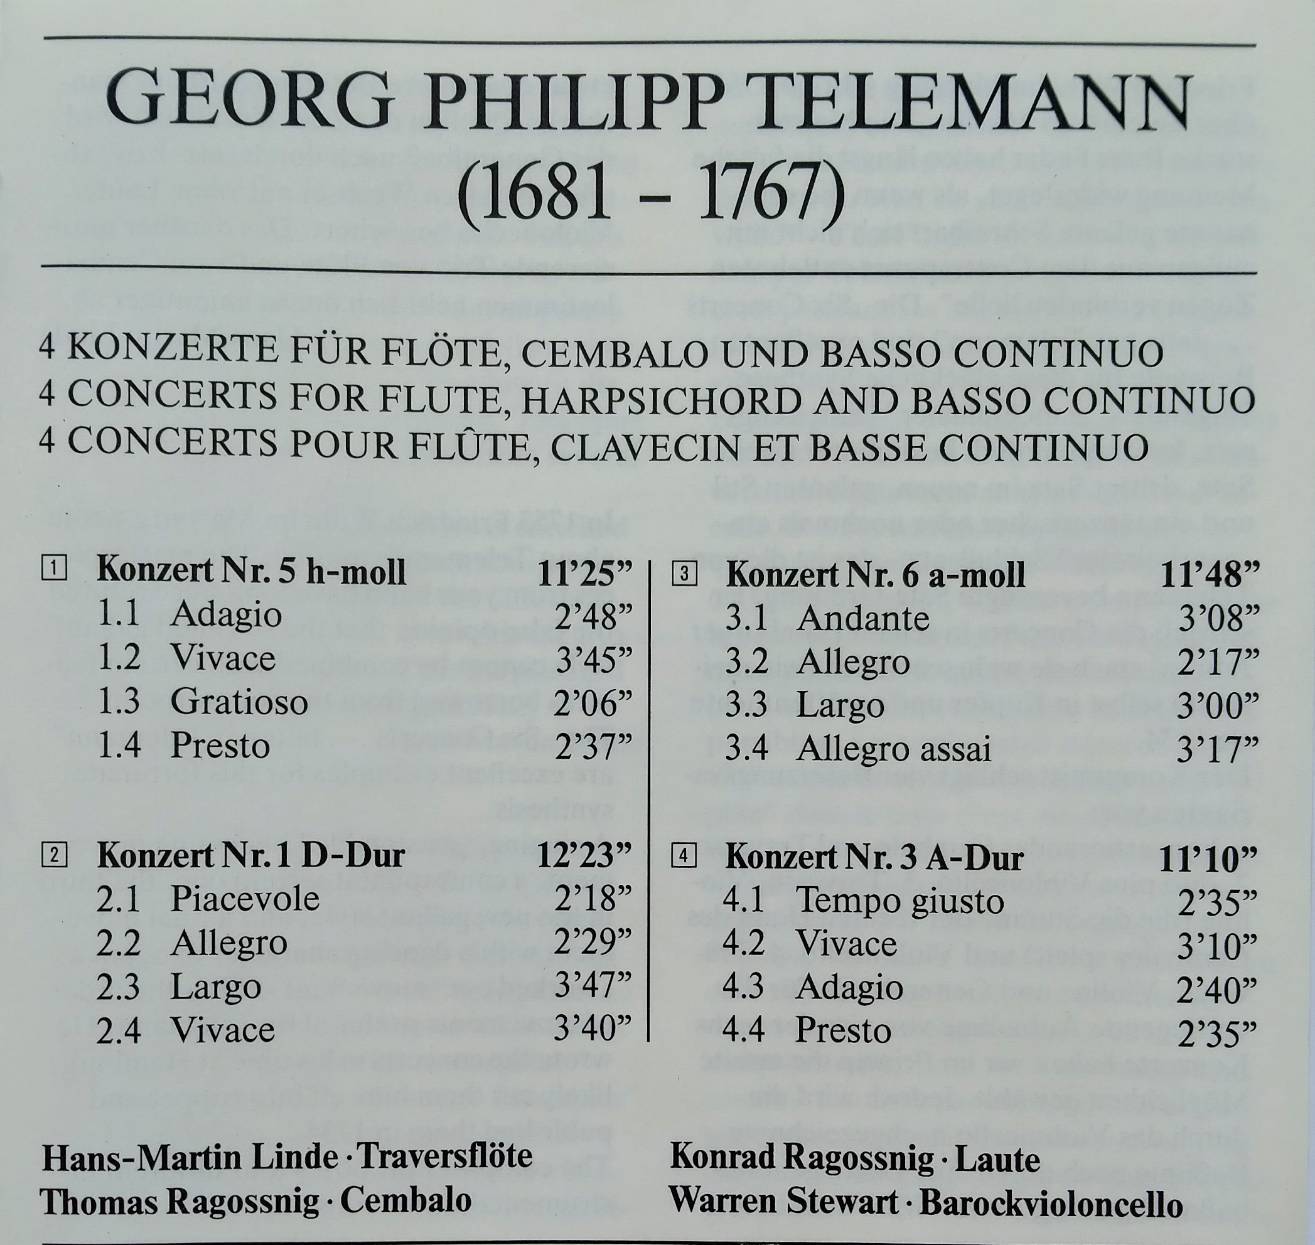 GEORG PHILIPP TELEMANN
(1681 – 1767)
4 KONZERTE FÜR FLÖTE, CEMBALO UND BASSO CONTINUO
4 CONCERTS FOR FLUTE, HARPSICHORD AND BASSO CONTINUO
4 CONCERTS POUR FLÛTE, CLAVECIN ET BASSE CONTINUO
1 Konzert Nr. 5 h-moll 11’25”
1.1 Adagio 2’48”
1.2 Vivace 3’45”
1.3 Gratioso 2’06”
1.4 Presto 2’37”
2 Konzert Nr. 1 D-Dur 12’23”
2.1 Piacevole 2’18”
2.2 Allegro 2’29”
2.3 Largo 3’47”
2.4 Vivace 3’40”
3 Konzert Nr. 6 a-moll 11’48”
3.1 Andante 3’08”
3.2 Allegro 2’17”
3.3 Largo 3’00”
3.4 Allegro assai 3’17”
4 Konzert Nr. 3 A-Dur 11’10”
4.1 Tempo giusto 2’35”
4.2 Vivace 3’10”
4.3 Adagio 2’40”
4.4 Presto 2’35”
Hans-Martin Linde · Traversflöte
Thomas Ragossnig · Cembalo
Konrad Ragossnig · Laute
Warren Stewart · Barockvioloncello